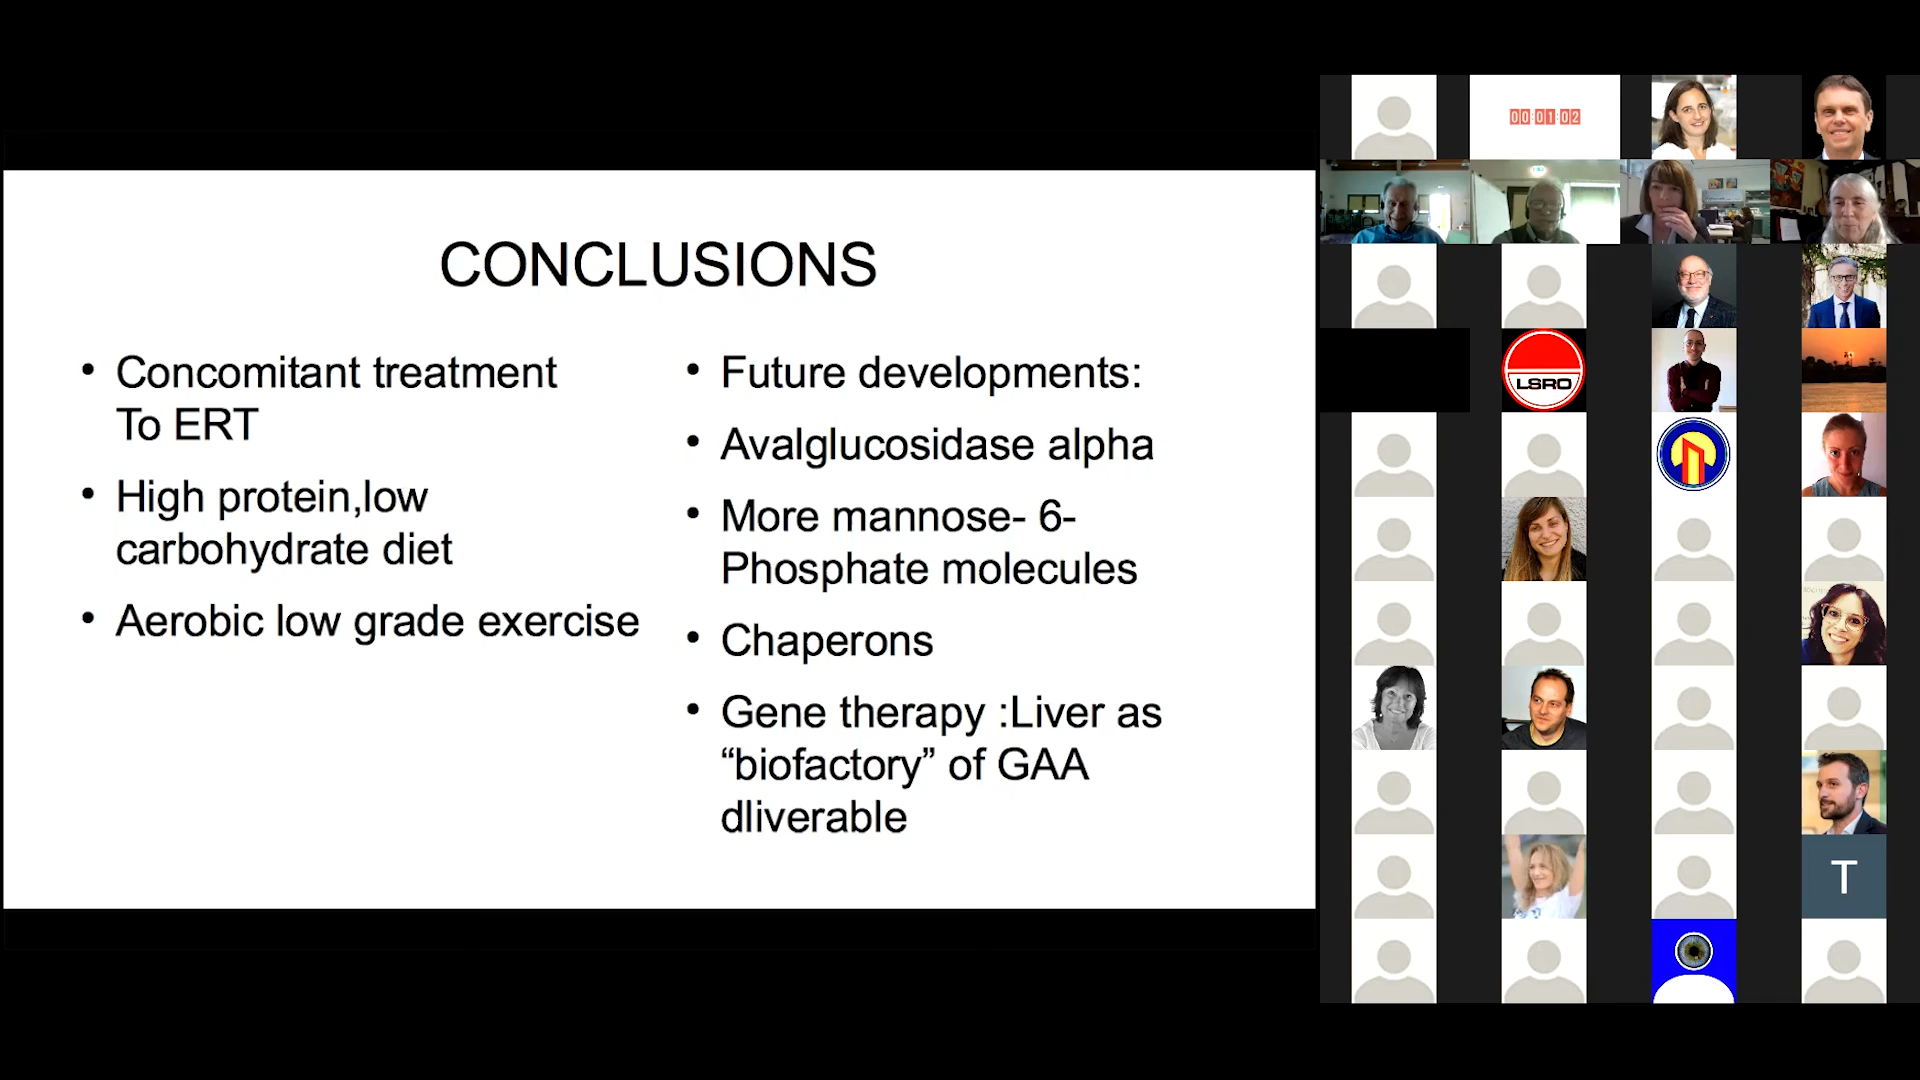 CONCLUSIONS
• Concomitant treatment
To ERT
• High protein,low
carbohydrate diet
• Aerobic low grade exercise
• Future developments:
• Avalglucosidase alpha
• More mannose- 6-
Phosphate molecules
• Chaperons
• Gene therapy :Liver as
“biofactory” of GAA
dliverable
00:01:02
LSRO
T